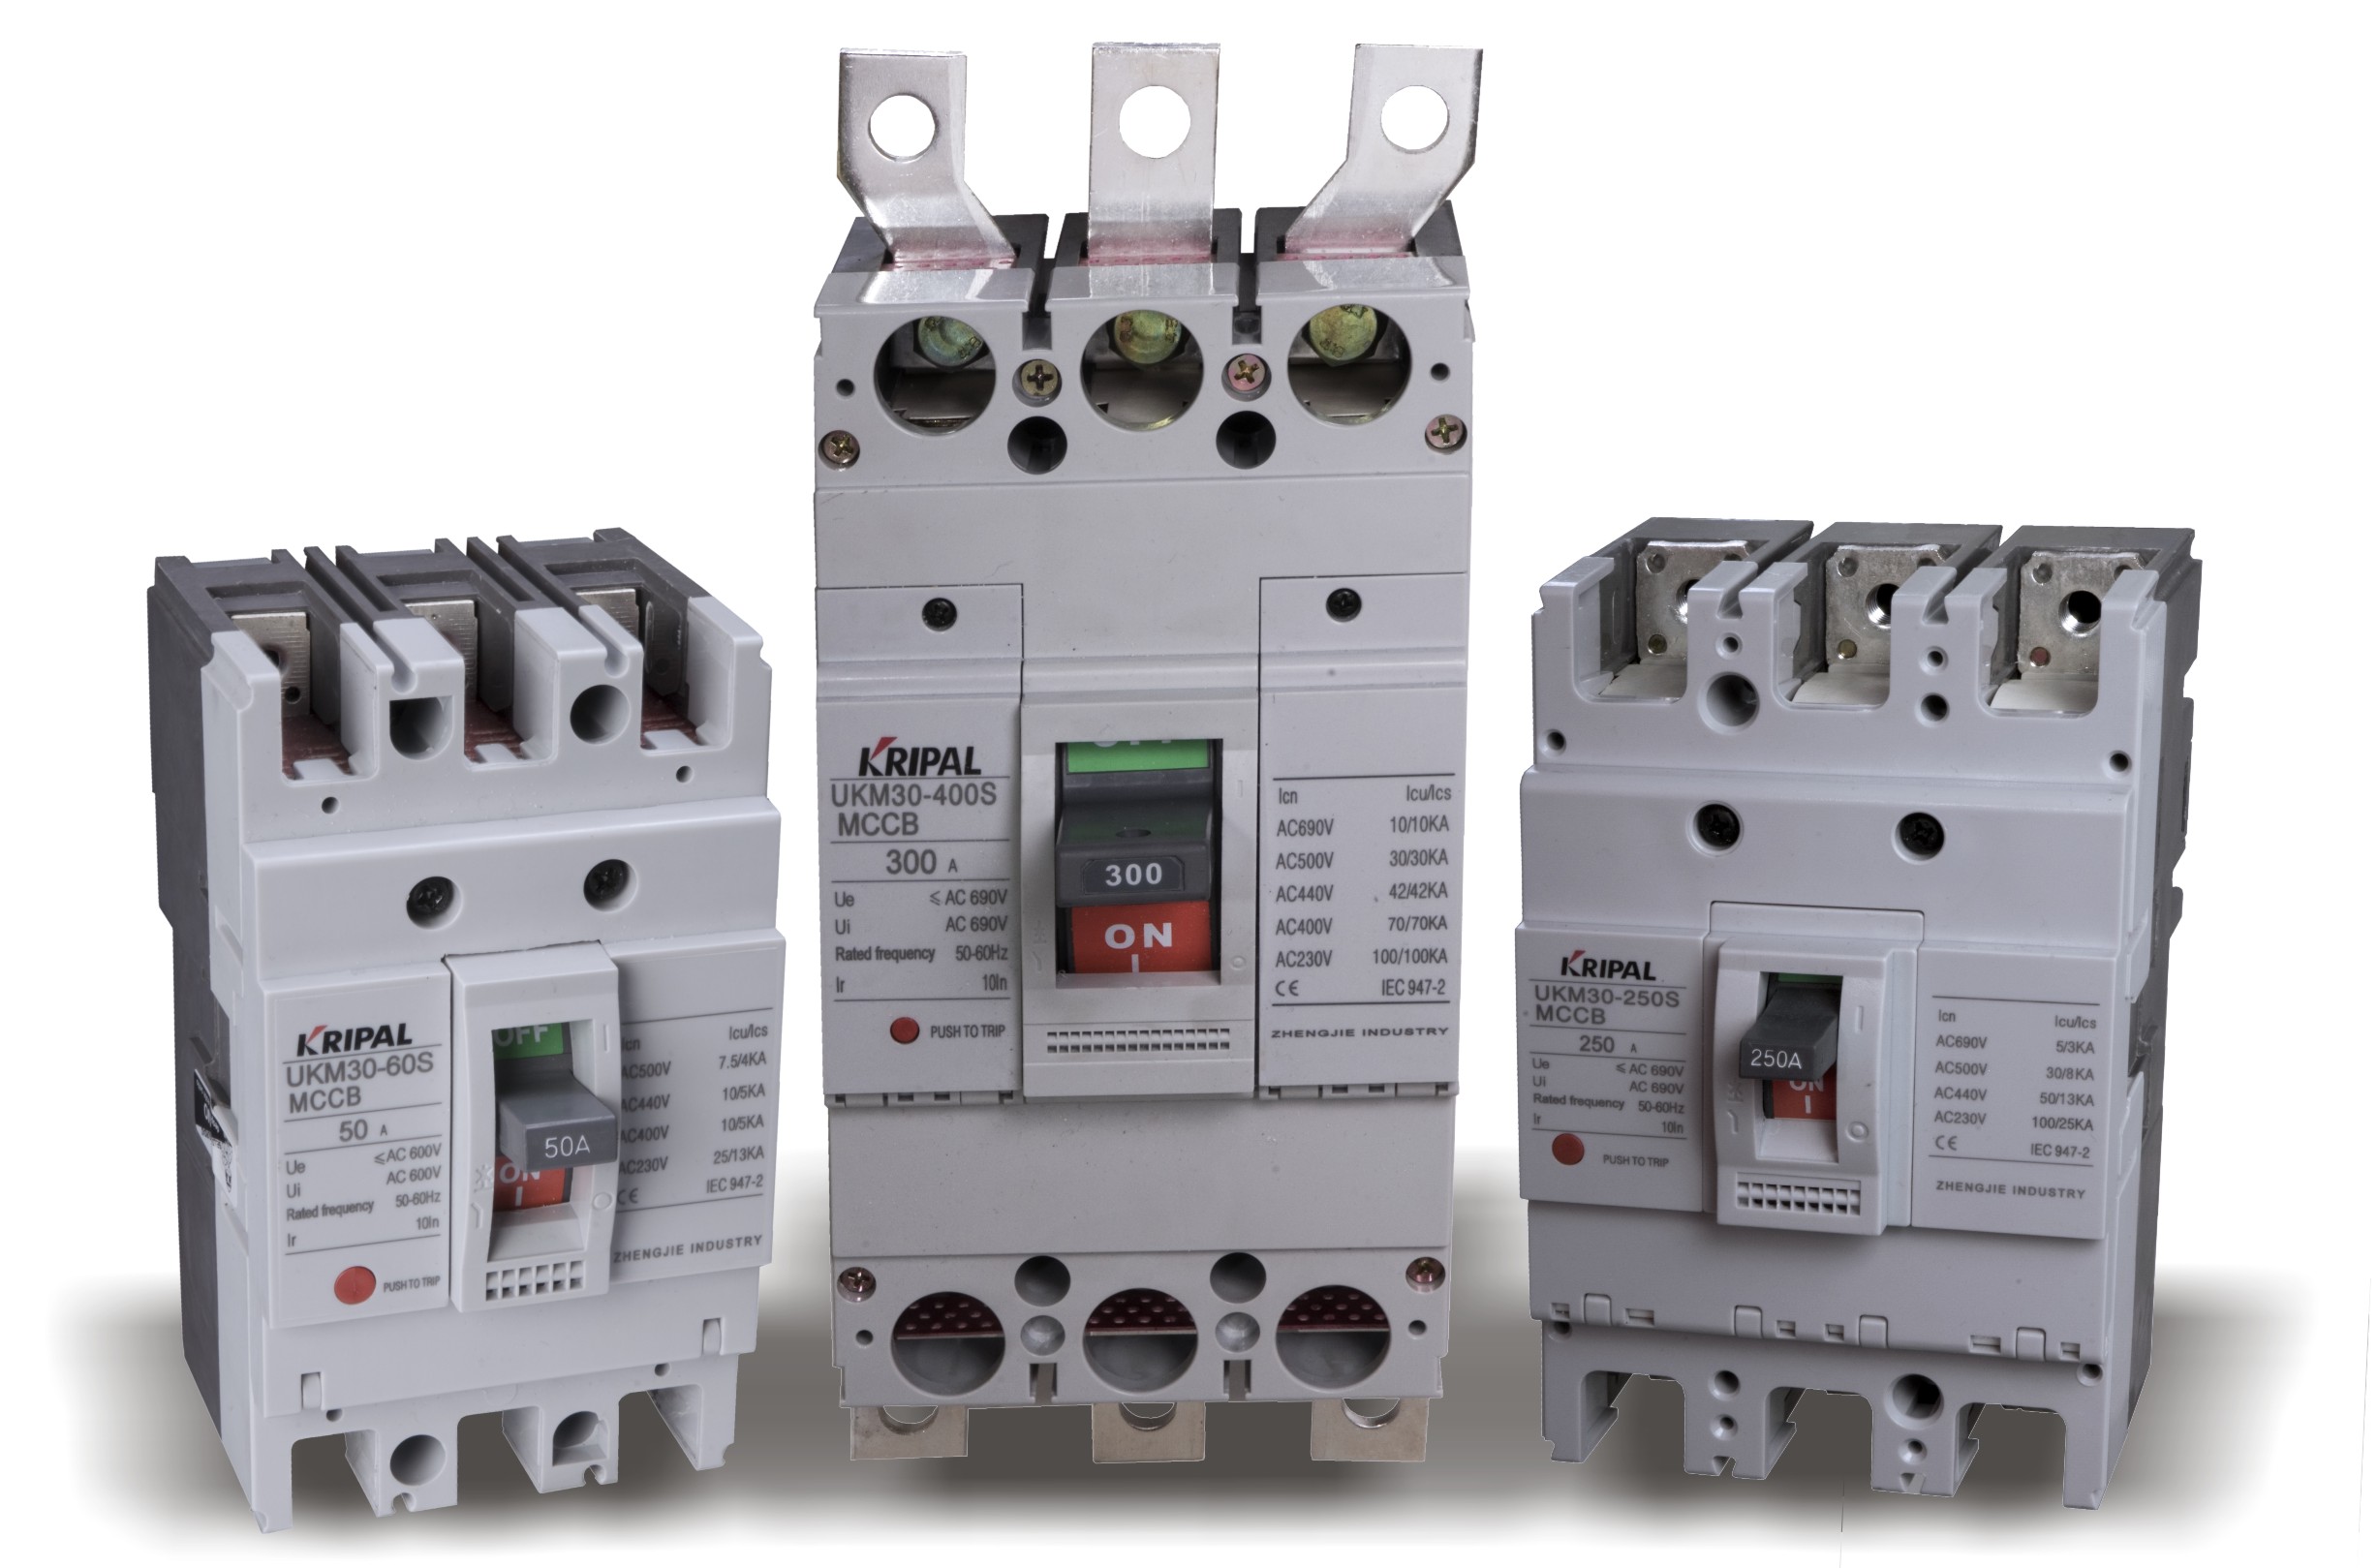 KRIPAL
UKM30-60S
MCCB
50 A
Ue ≤AC 600V
Ui AC 600V
Rated frequency 50-60Hz
Ir 10In
PUSH TO TRIP
OFF
50A
ON
I
Icn Icu/Ics
AC500V 7.5/4KA
AC440V 10/5KA
AC400V 10/5KA
AC230V 25/13KA
CE IEC 947-2
ZHENGJIE INDUSTRY
KRIPAL
UKM30-400S
MCCB
300 A
Ue ≤ AC 690V
Ui AC 690V
Rated frequency 50-60Hz
Ir 10In
PUSH TO TRIP
OFF
300
ON
I
Icn Icu/Ics
AC690V 10/10KA
AC500V 30/30KA
AC440V 42/42KA
AC400V 70/70KA
AC230V 100/100KA
CE IEC 947-2
ZHENGJIE INDUSTRY
KRIPAL
UKM30-250S
MCCB
250 A
Ue ≤ AC 690V
Ui AC 690V
Rated frequency 50-60Hz
Ir 10In
PUSH TO TRIP
250A
ON
I
Icn Icu/Ics
AC690V 5/3KA
AC500V 30/8KA
AC440V 50/13KA
AC230V 100/25KA
CE IEC 947-2
ZHENGJIE INDUSTRY